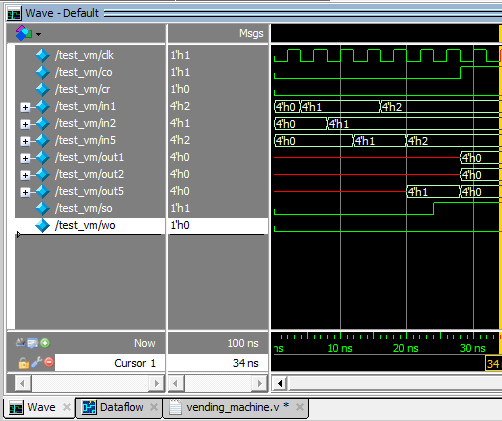 Wave - Default
Msgs
/test_vm/clk 1'h1
/test_vm/co 1'h1
/test_vm/cr 1'h0
/test_vm/in1 4'h2 4'h0 4'h1 4'h2
/test_vm/in2 4'h1 4'h0 4'h1
/test_vm/in5 4'h2 4'h0 4'h1 4'h2
/test_vm/out1 4'h0 4'h0
/test_vm/out2 4'h0 4'h0
/test_vm/out5 4'h0 4'h1 4'h0
/test_vm/so 1'h1
/test_vm/wo 1'h0
Now 100 ns ns 10 ns 20 ns 30 ns
Cursor 1 34 ns 34
Wave Dataflow vending_machine.v *